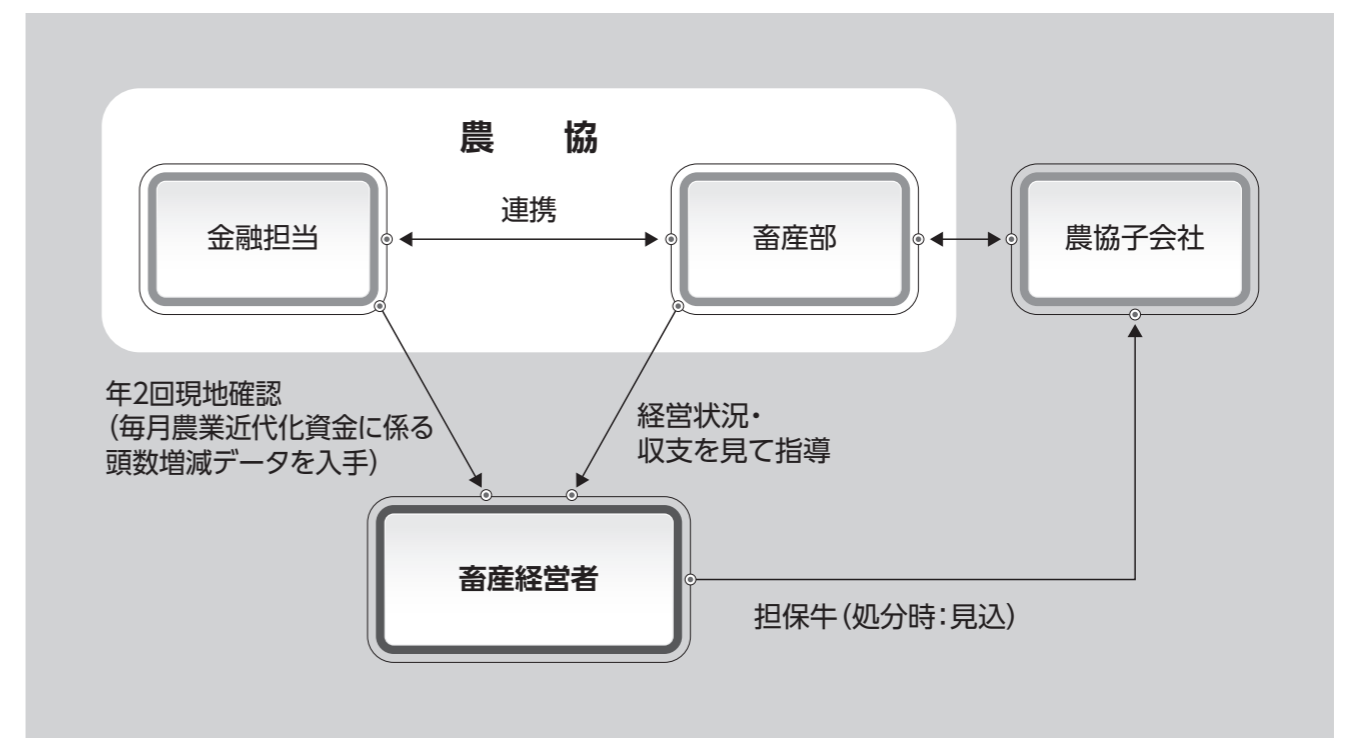 農　協
金融担当
連携
畜産部
農協子会社
年2回現地確認
（毎月農業近代化資金に係る
頭数増減データを入手）
経営状況・
収支を見て指導
畜産経営者
担保牛（処分時：見込）